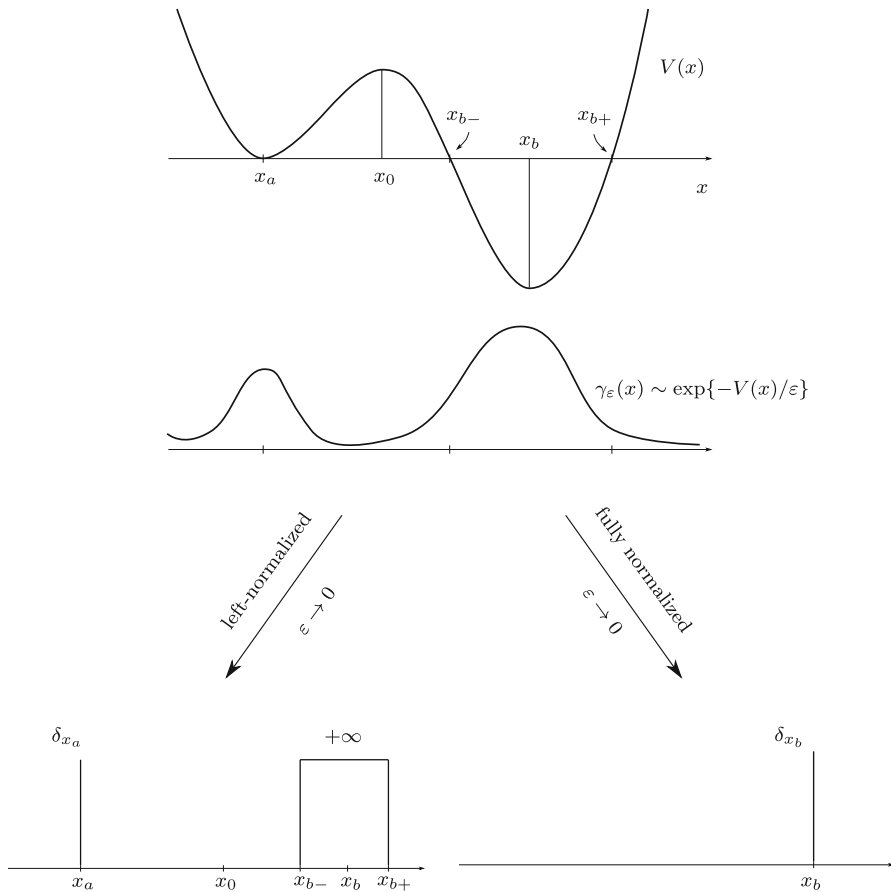 V(x)
x_{b-}
x_{b+}
x_b
x_a
x_0
x
γ_ε(x) ∼ exp{−V(x)/ε}
left-normalized
ε → 0
fully normalized
ε → 0
δ_{x_a}
+∞
δ_{x_b}
x_a x_0 x_{b-} x_b x_{b+}
x_b